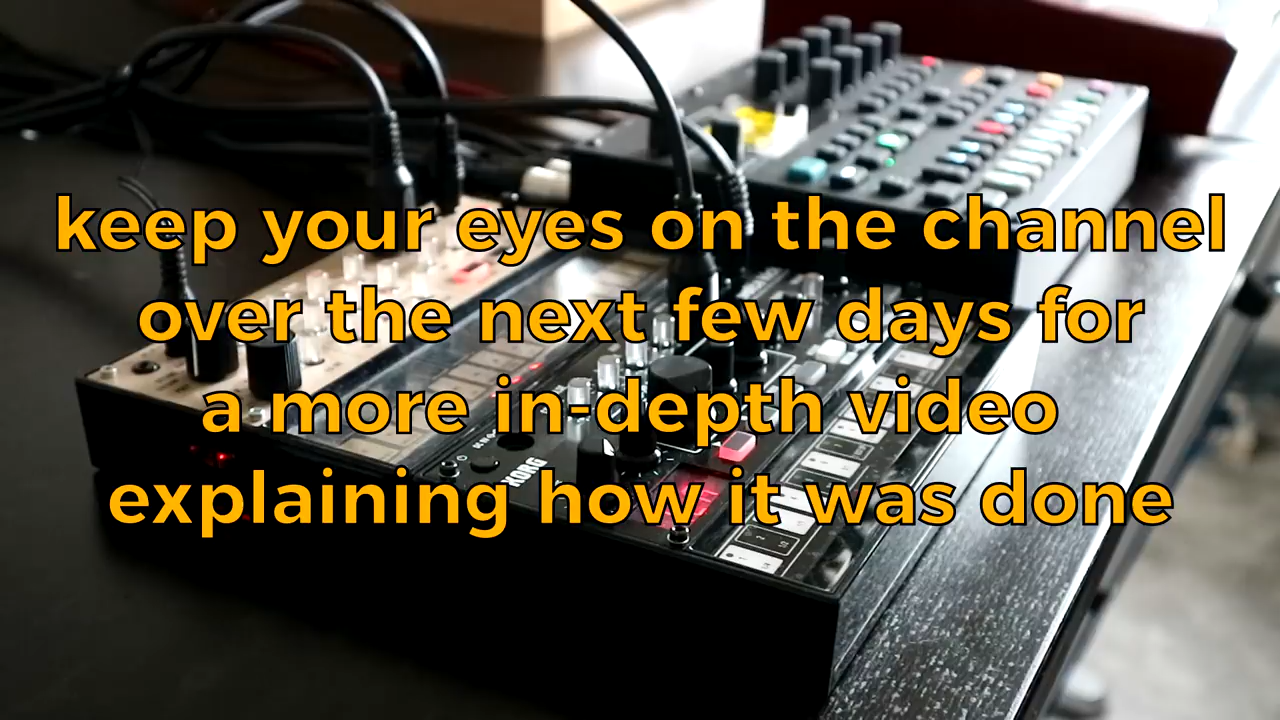 keep your eyes on the channel
over the next few days for
a more in-depth video
explaining how it was done
KORG